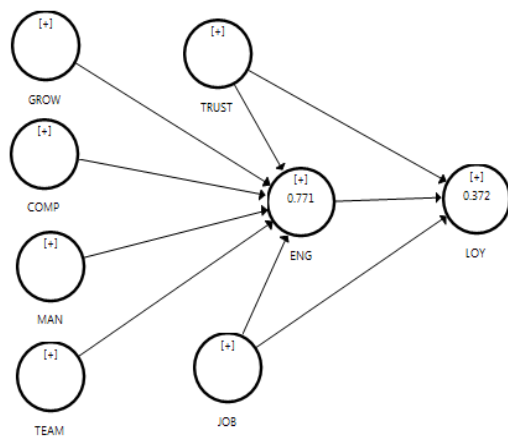 [+]
GROW
[+]
TRUST
[+]
COMP
[+]
0.771
ENG
[+]
0.372
LOY
[+]
MAN
[+]
TEAM
[+]
JOB